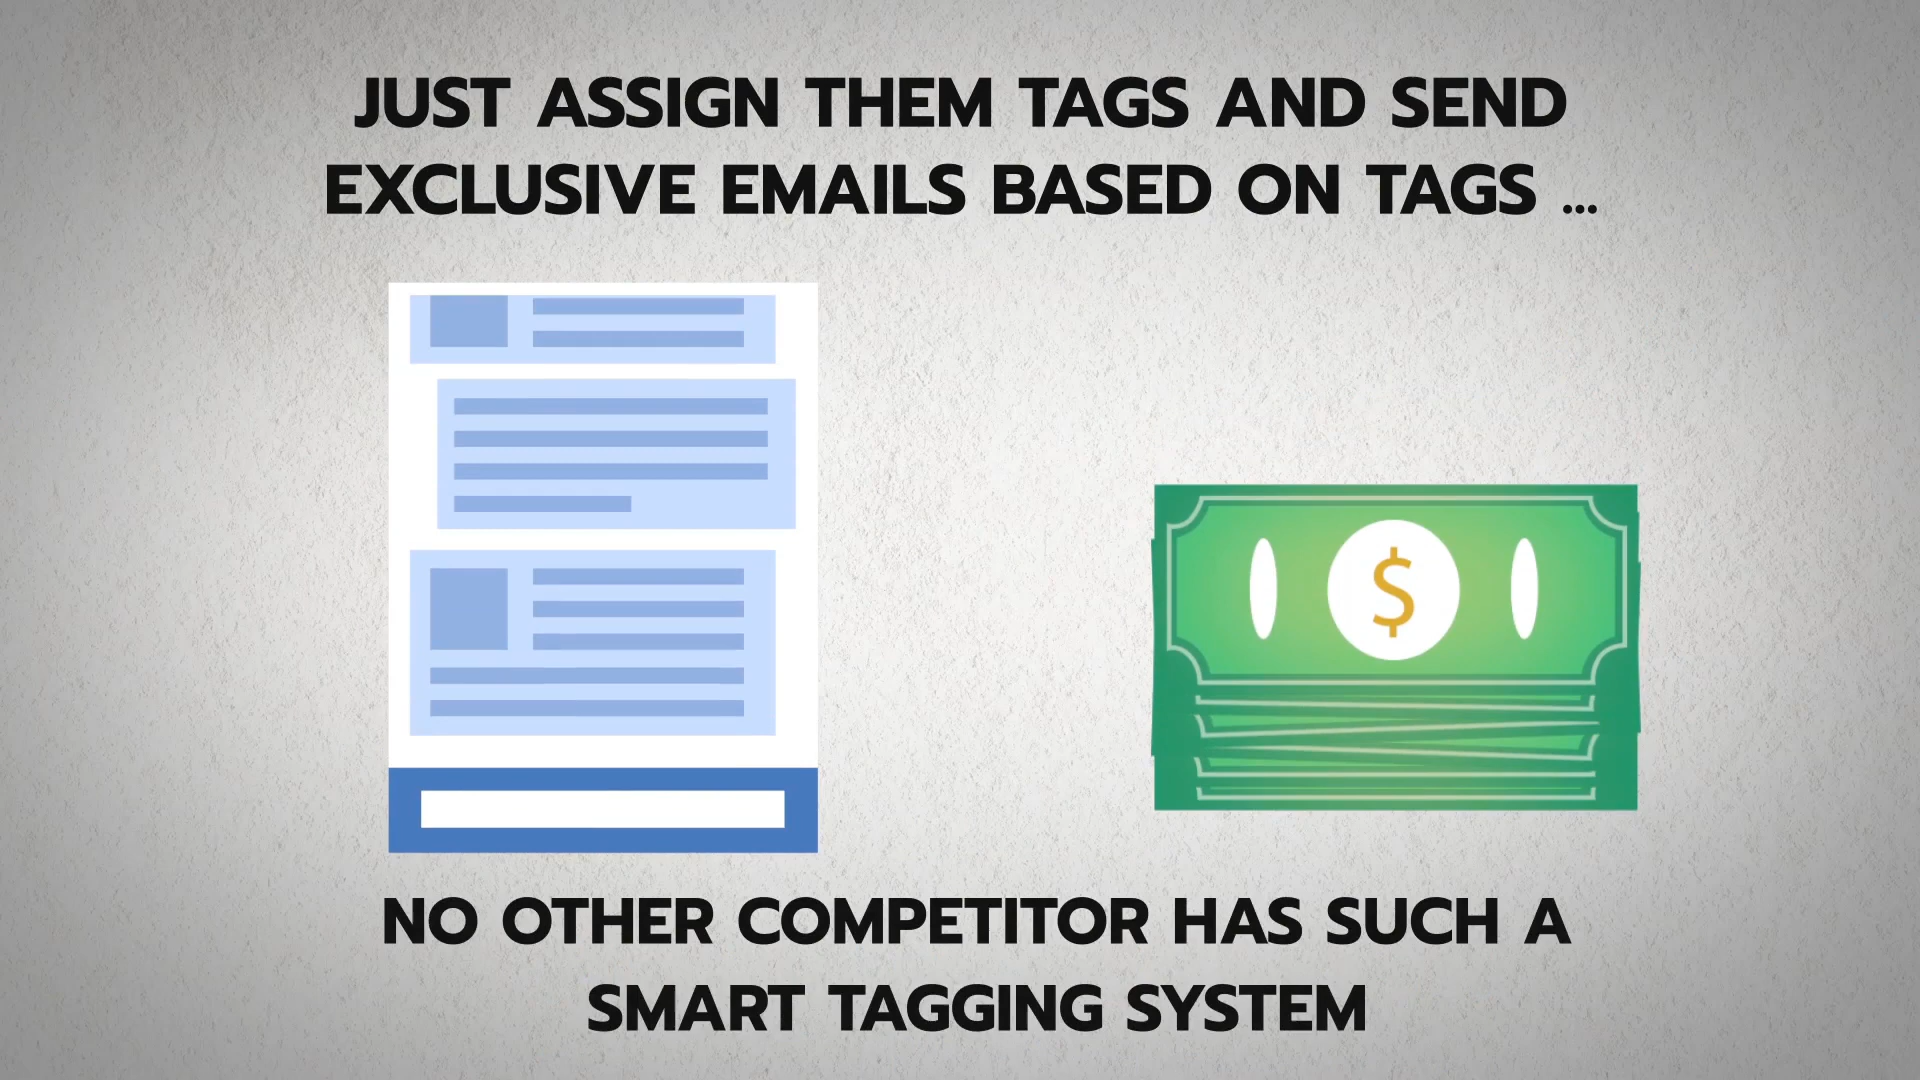 JUST ASSIGN THEM TAGS AND SEND
EXCLUSIVE EMAILS BASED ON TAGS ...
$
NO OTHER COMPETITOR HAS SUCH A
SMART TAGGING SYSTEM